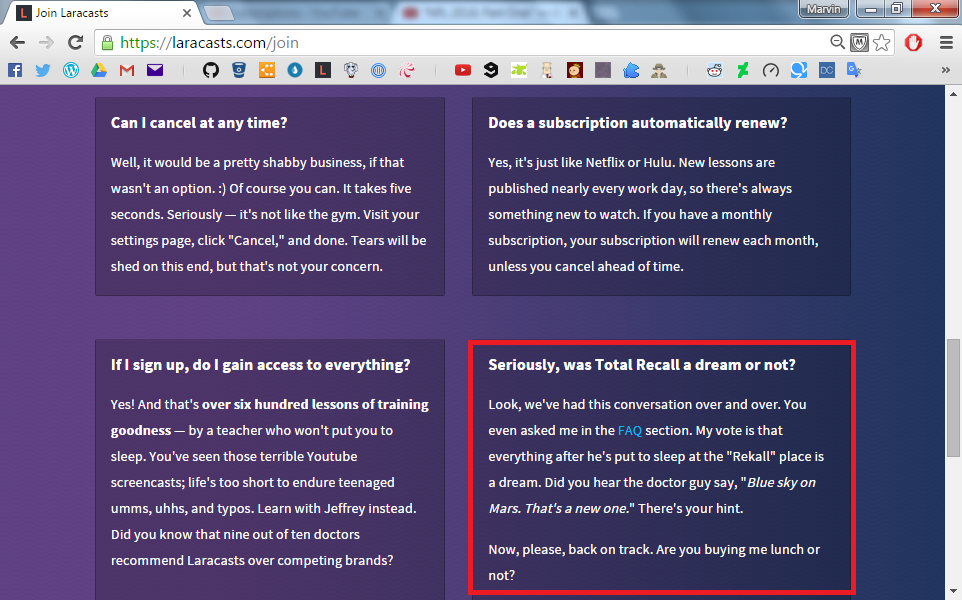 Join Laracasts
Marvin
https://laracasts.com/join
Can I cancel at any time?
Well, it would be a pretty shabby business, if that
wasn't an option. :) Of course you can. It takes five
seconds. Seriously — it's not like the gym. Visit your
settings page, click "Cancel," and done. Tears will be
shed on this end, but that's not your concern.
Does a subscription automatically renew?
Yes, it's just like Netflix or Hulu. New lessons are
published nearly every work day, so there's always
something new to watch. If you have a monthly
subscription, your subscription will renew each month,
unless you cancel ahead of time.
If I sign up, do I gain access to everything?
Yes! And that's over six hundred lessons of training
goodness — by a teacher who won't put you to
sleep. You've seen those terrible Youtube
screencasts; life's too short to endure teenaged
umms, uhhs, and typos. Learn with Jeffrey instead.
Did you know that nine out of ten doctors
recommend Laracasts over competing brands?
Seriously, was Total Recall a dream or not?
Look, we've had this conversation over and over. You
even asked me in the FAQ section. My vote is that
everything after he's put to sleep at the "Rekall" place is
a dream. Did you hear the doctor guy say, "Blue sky on
Mars. That's a new one." There's your hint.
Now, please, back on track. Are you buying me lunch or
not?